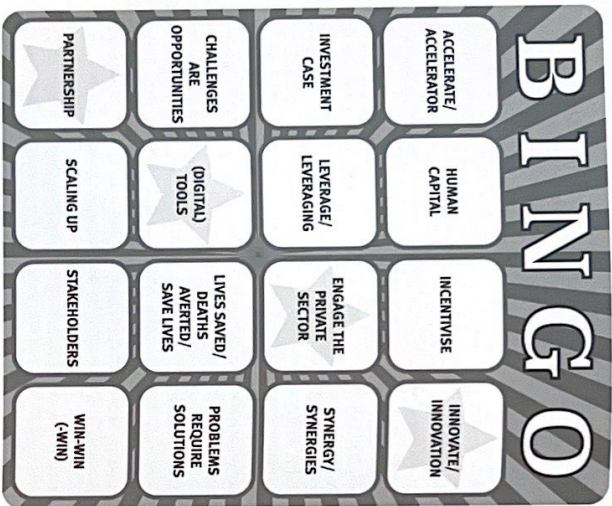 BINGO
ACCELERATE/
ACCELERATOR
HUMAN
CAPITAL
INCENTIVISE
INNOVATE/
INNOVATION
INVESTMENT
CASE
LEVERAGE/
LEVERAGING
ENGAGE THE
PRIVATE
SECTOR
SYNERGY/
SYNERGIES
CHALLENGES
ARE
OPPORTUNITIES
(DIGITAL)
TOOLS
LIVES SAVED/
DEATHS
AVERTED/
SAVE LIVES
PROBLEMS
REQUIRE
SOLUTIONS
PARTNERSHIP
SCALING UP
STAKEHOLDERS
WIN-WIN
(-WIN)